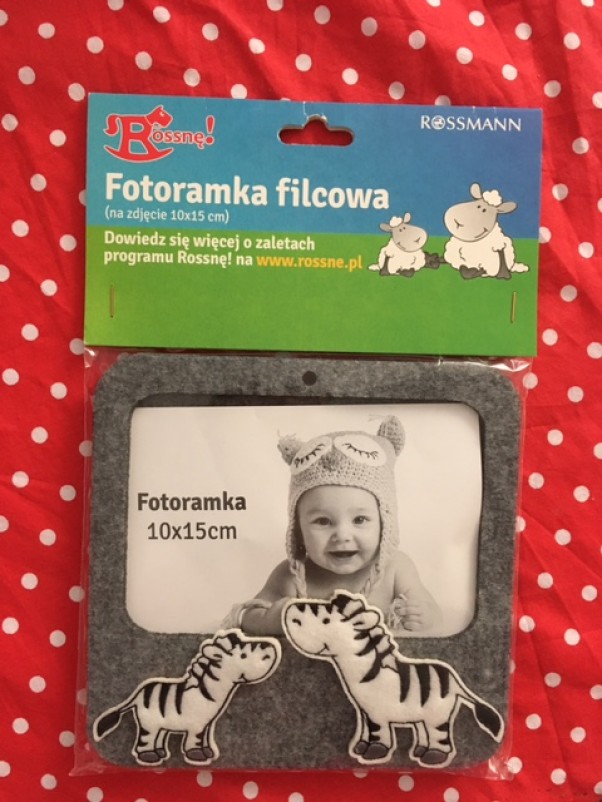 Rossnę!
ROSSMANN
Fotoramka filcowa
(na zdjęcie 10x15 cm)
Dowiedz się więcej o zaletach
programu Rossnę! na www.rossne.pl
Fotoramka
10x15cm